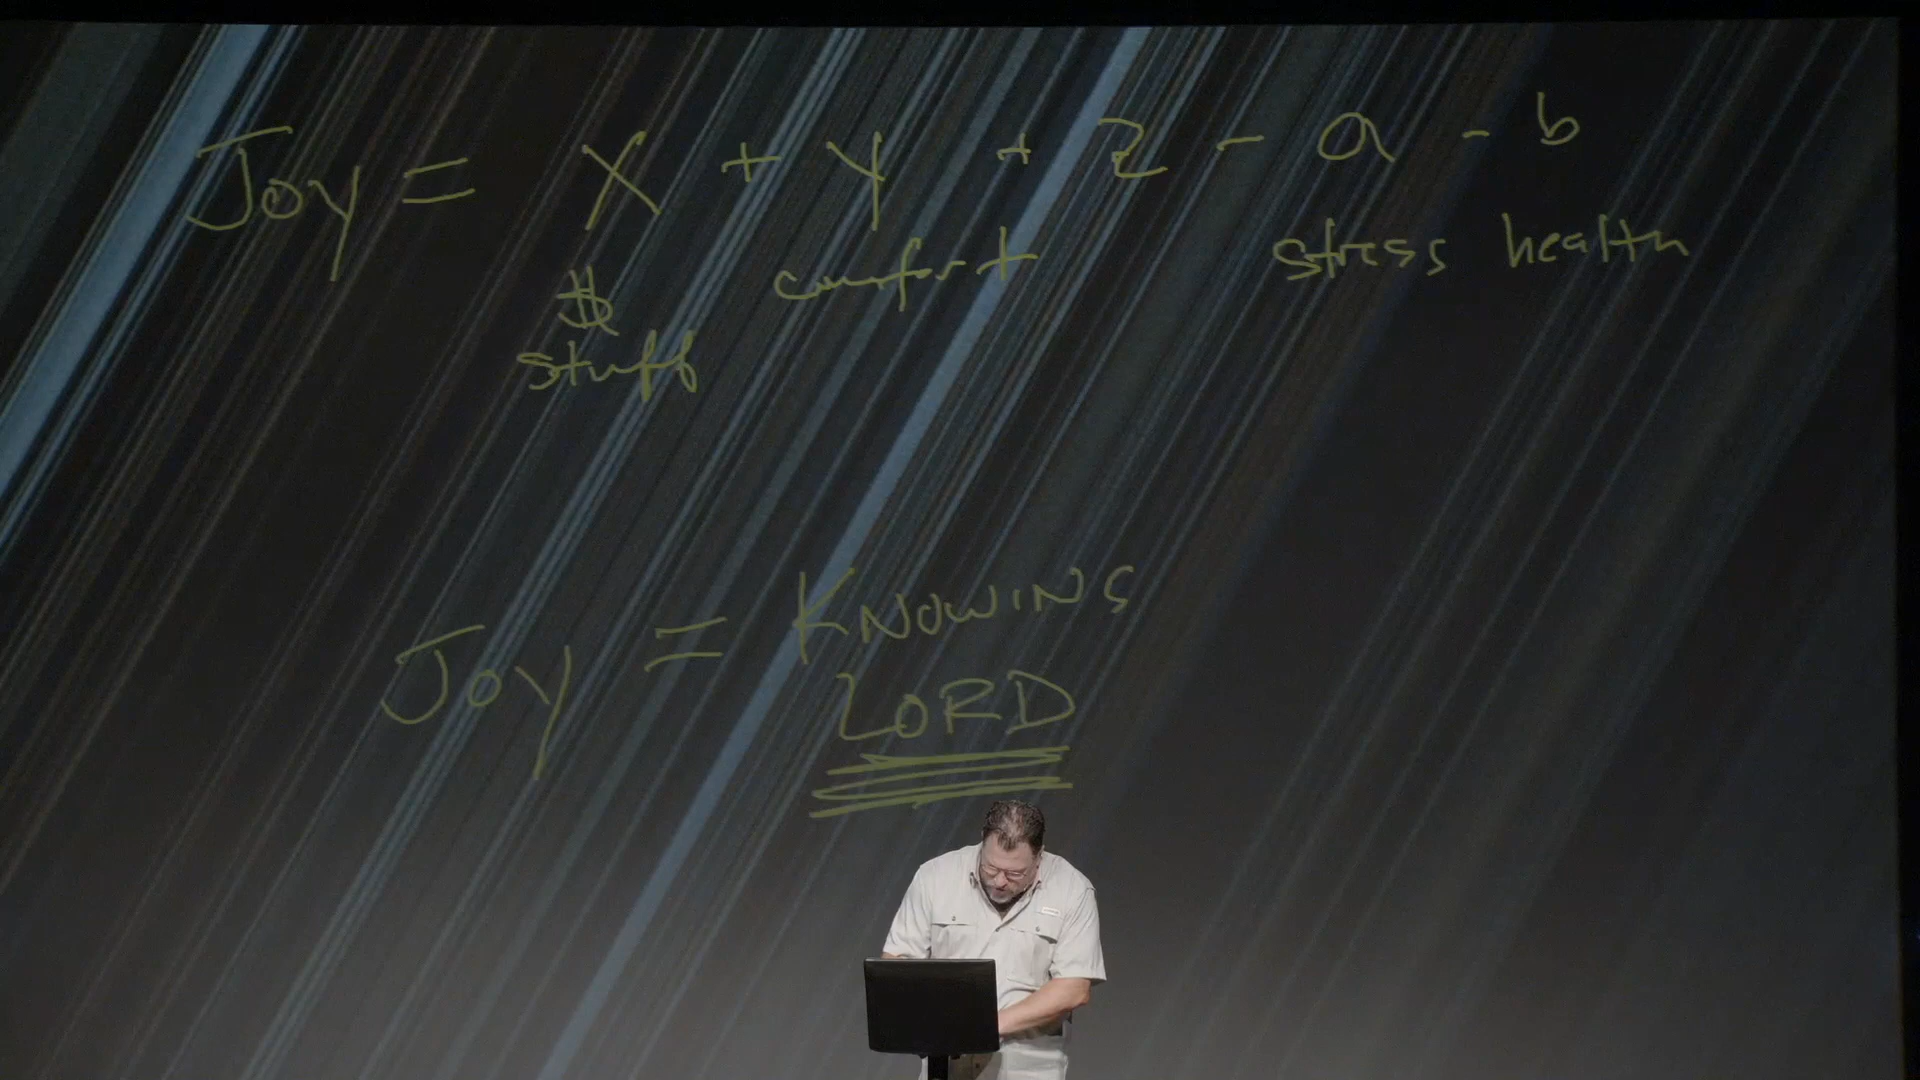 Joy = X + Y + Z - a - b
$ comfort stress health
stuff
Joy = KNOWING
LORD